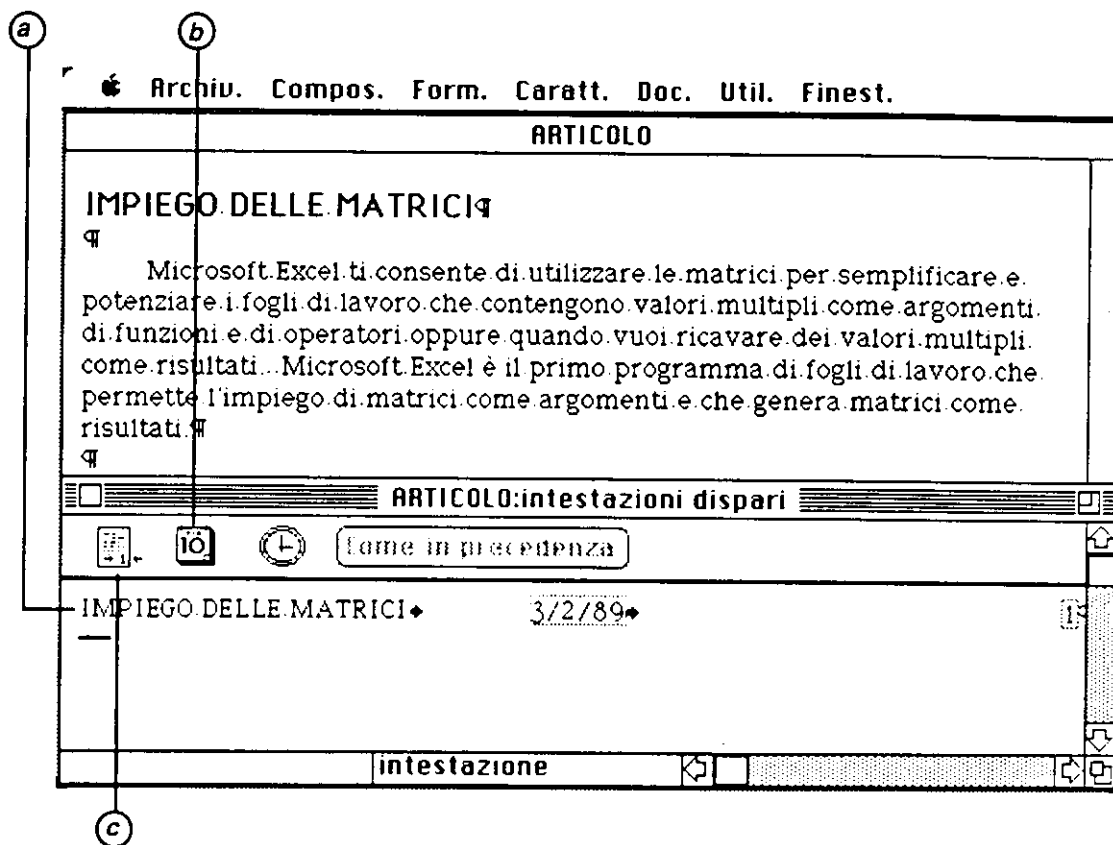 a b
Archiv. Compos. Form. Caratt. Doc. Util. Finest.
ARTICOLO
IMPIEGO DELLE MATRICI¶
¶
Microsoft Excel ti consente di utilizzare le matrici per semplificare e
potenziare i fogli di lavoro che contengono valori multipli come argomenti
di funzioni e di operatori oppure quando vuoi ricavare dei valori multipli
come risultati... Microsoft Excel è il primo programma di fogli di lavoro che
permette l'impiego di matrici come argomenti e che genera matrici come
risultati.¶
¶
ARTICOLO:intestazioni dispari
1 10 Come in precedenza
IMPIEGO DELLE MATRICI 3/2/89 1
intestazione
c